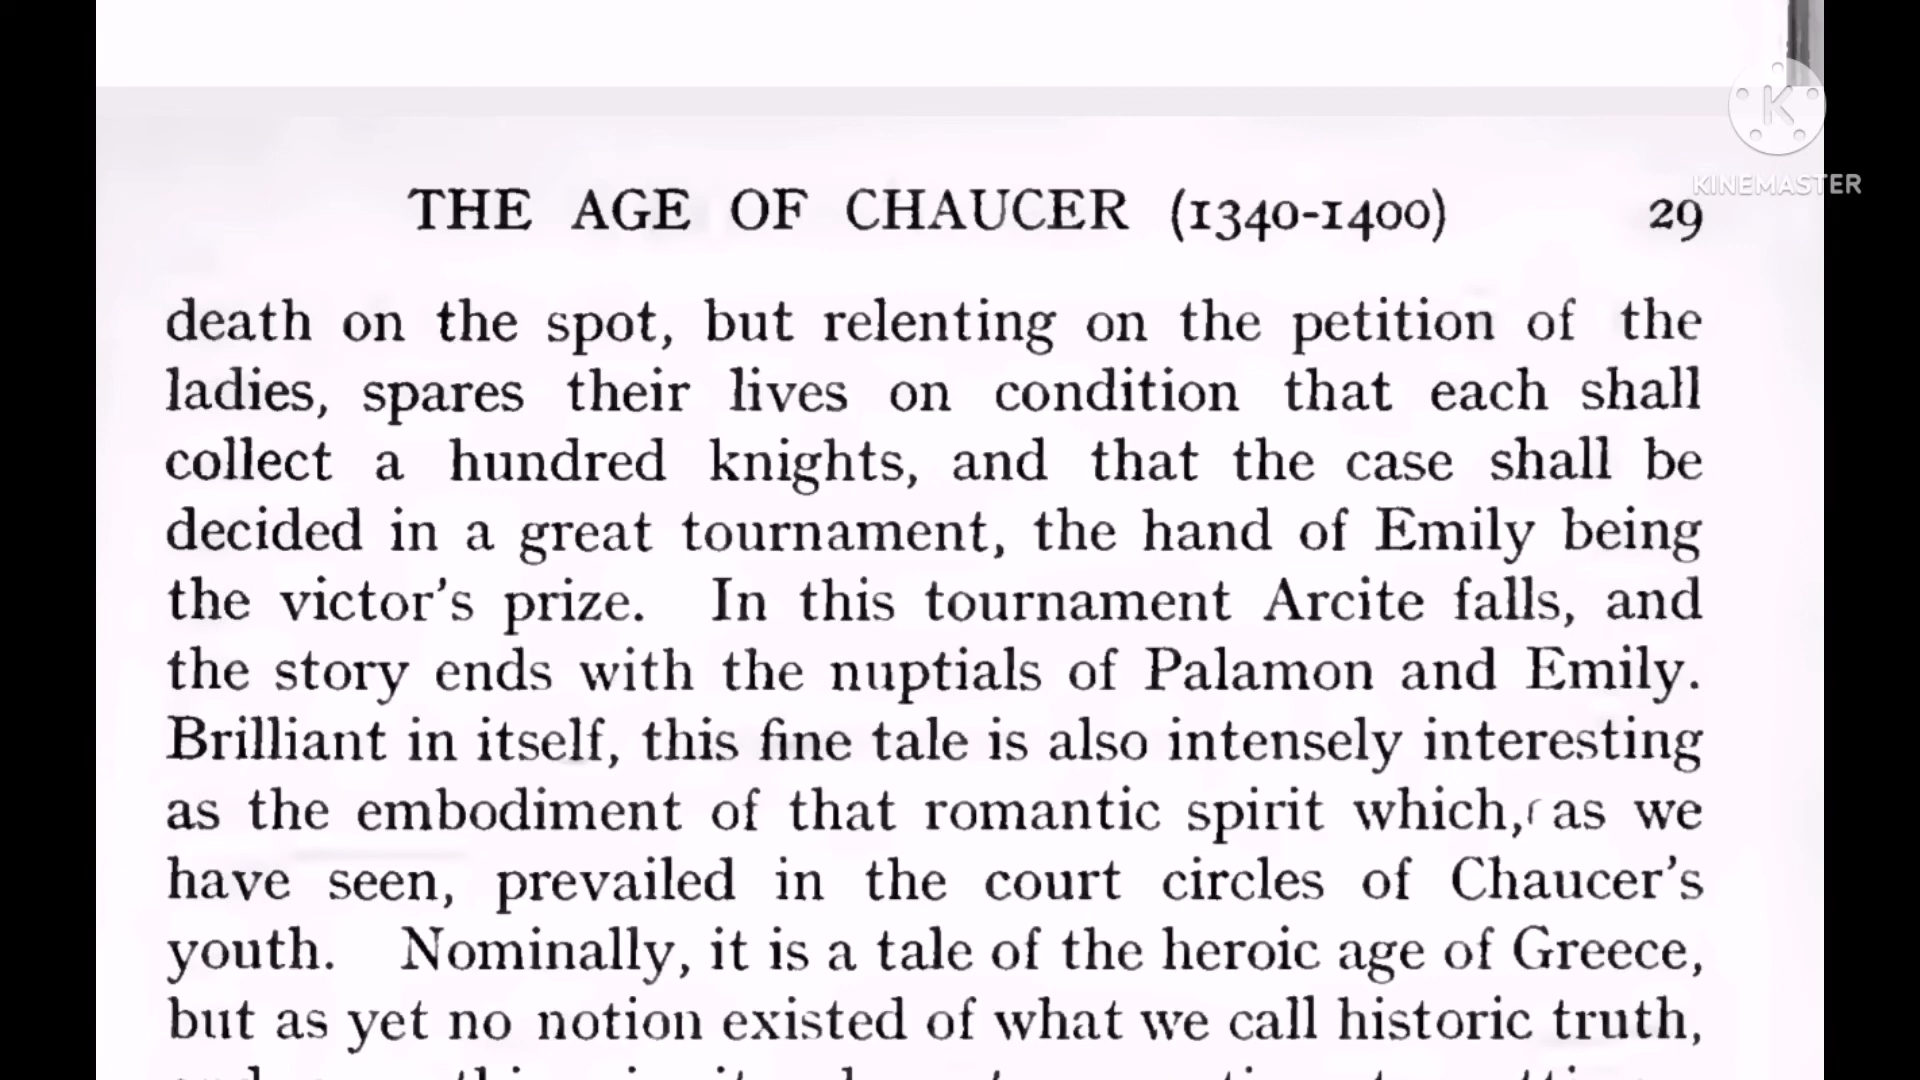 KINEMASTER
THE AGE OF CHAUCER (1340-1400) 29
death on the spot, but relenting on the petition of the
ladies, spares their lives on condition that each shall
collect a hundred knights, and that the case shall be
decided in a great tournament, the hand of Emily being
the victor's prize. In this tournament Arcite falls, and
the story ends with the nuptials of Palamon and Emily.
Brilliant in itself, this fine tale is also intensely interesting
as the embodiment of that romantic spirit which, as we
have seen, prevailed in the court circles of Chaucer's
youth. Nominally, it is a tale of the heroic age of Greece,
but as yet no notion existed of what we call historic truth,